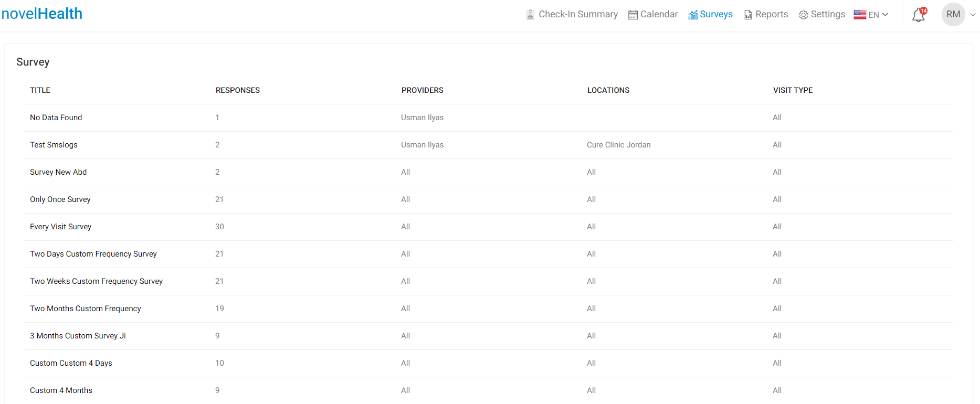 novelHealth
Check-In Summary Calendar Surveys Reports Settings EN 14 RM
Survey
TITLE RESPONSES PROVIDERS LOCATIONS VISIT TYPE
No Data Found 1 Usman Ilyas All
Test Smslogs 2 Usman Ilyas Cure Clinic Jordan All
Survey New Abd 2 All All All
Only Once Survey 21 All All All
Every Visit Survey 30 All All All
Two Days Custom Frequency Survey 21 All All All
Two Weeks Custom Frequency Survey 21 All All All
Two Months Custom Frequency 19 All All All
3 Months Custom Survey JI 9 All All All
Custom Custom 4 Days 10 All All All
Custom 4 Months 9 All All All